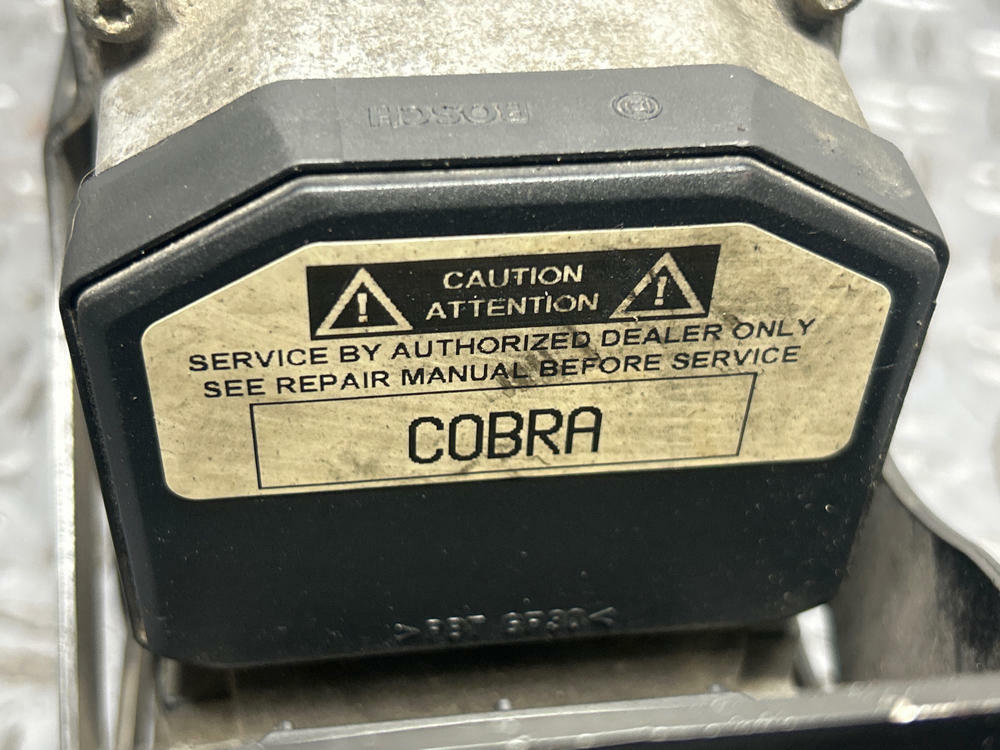 BOSCH
CAUTION
ATTENTION
SERVICE BY AUTHORIZED DEALER ONLY
SEE REPAIR MANUAL BEFORE SERVICE
COBRA
>PBT GF30<